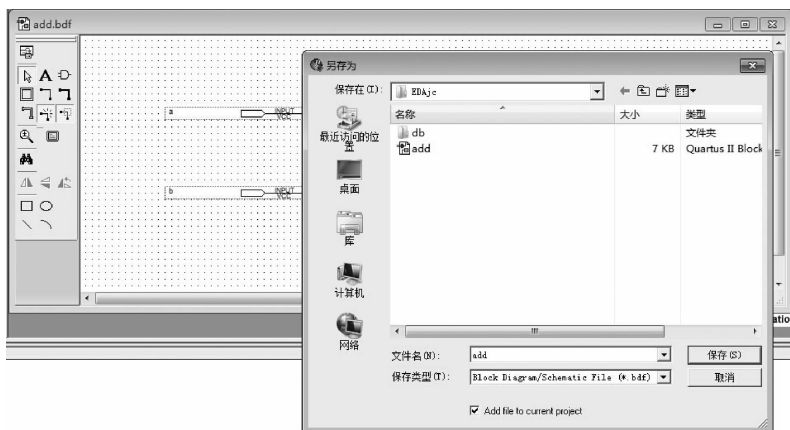 add.bdf
A
a
INPUT
VCC
b
INPUT
VCC
另存为
保存在(I):
EDAjc
名称
大小
类型
db
文件夹
add
7 KB
Quartus II Block
最近访问的位置
桌面
库
计算机
网络
文件名(N):
add
保存(S)
保存类型(T):
Block Diagram/Schematic File (*.bdf)
取消
Add file to current project
atio